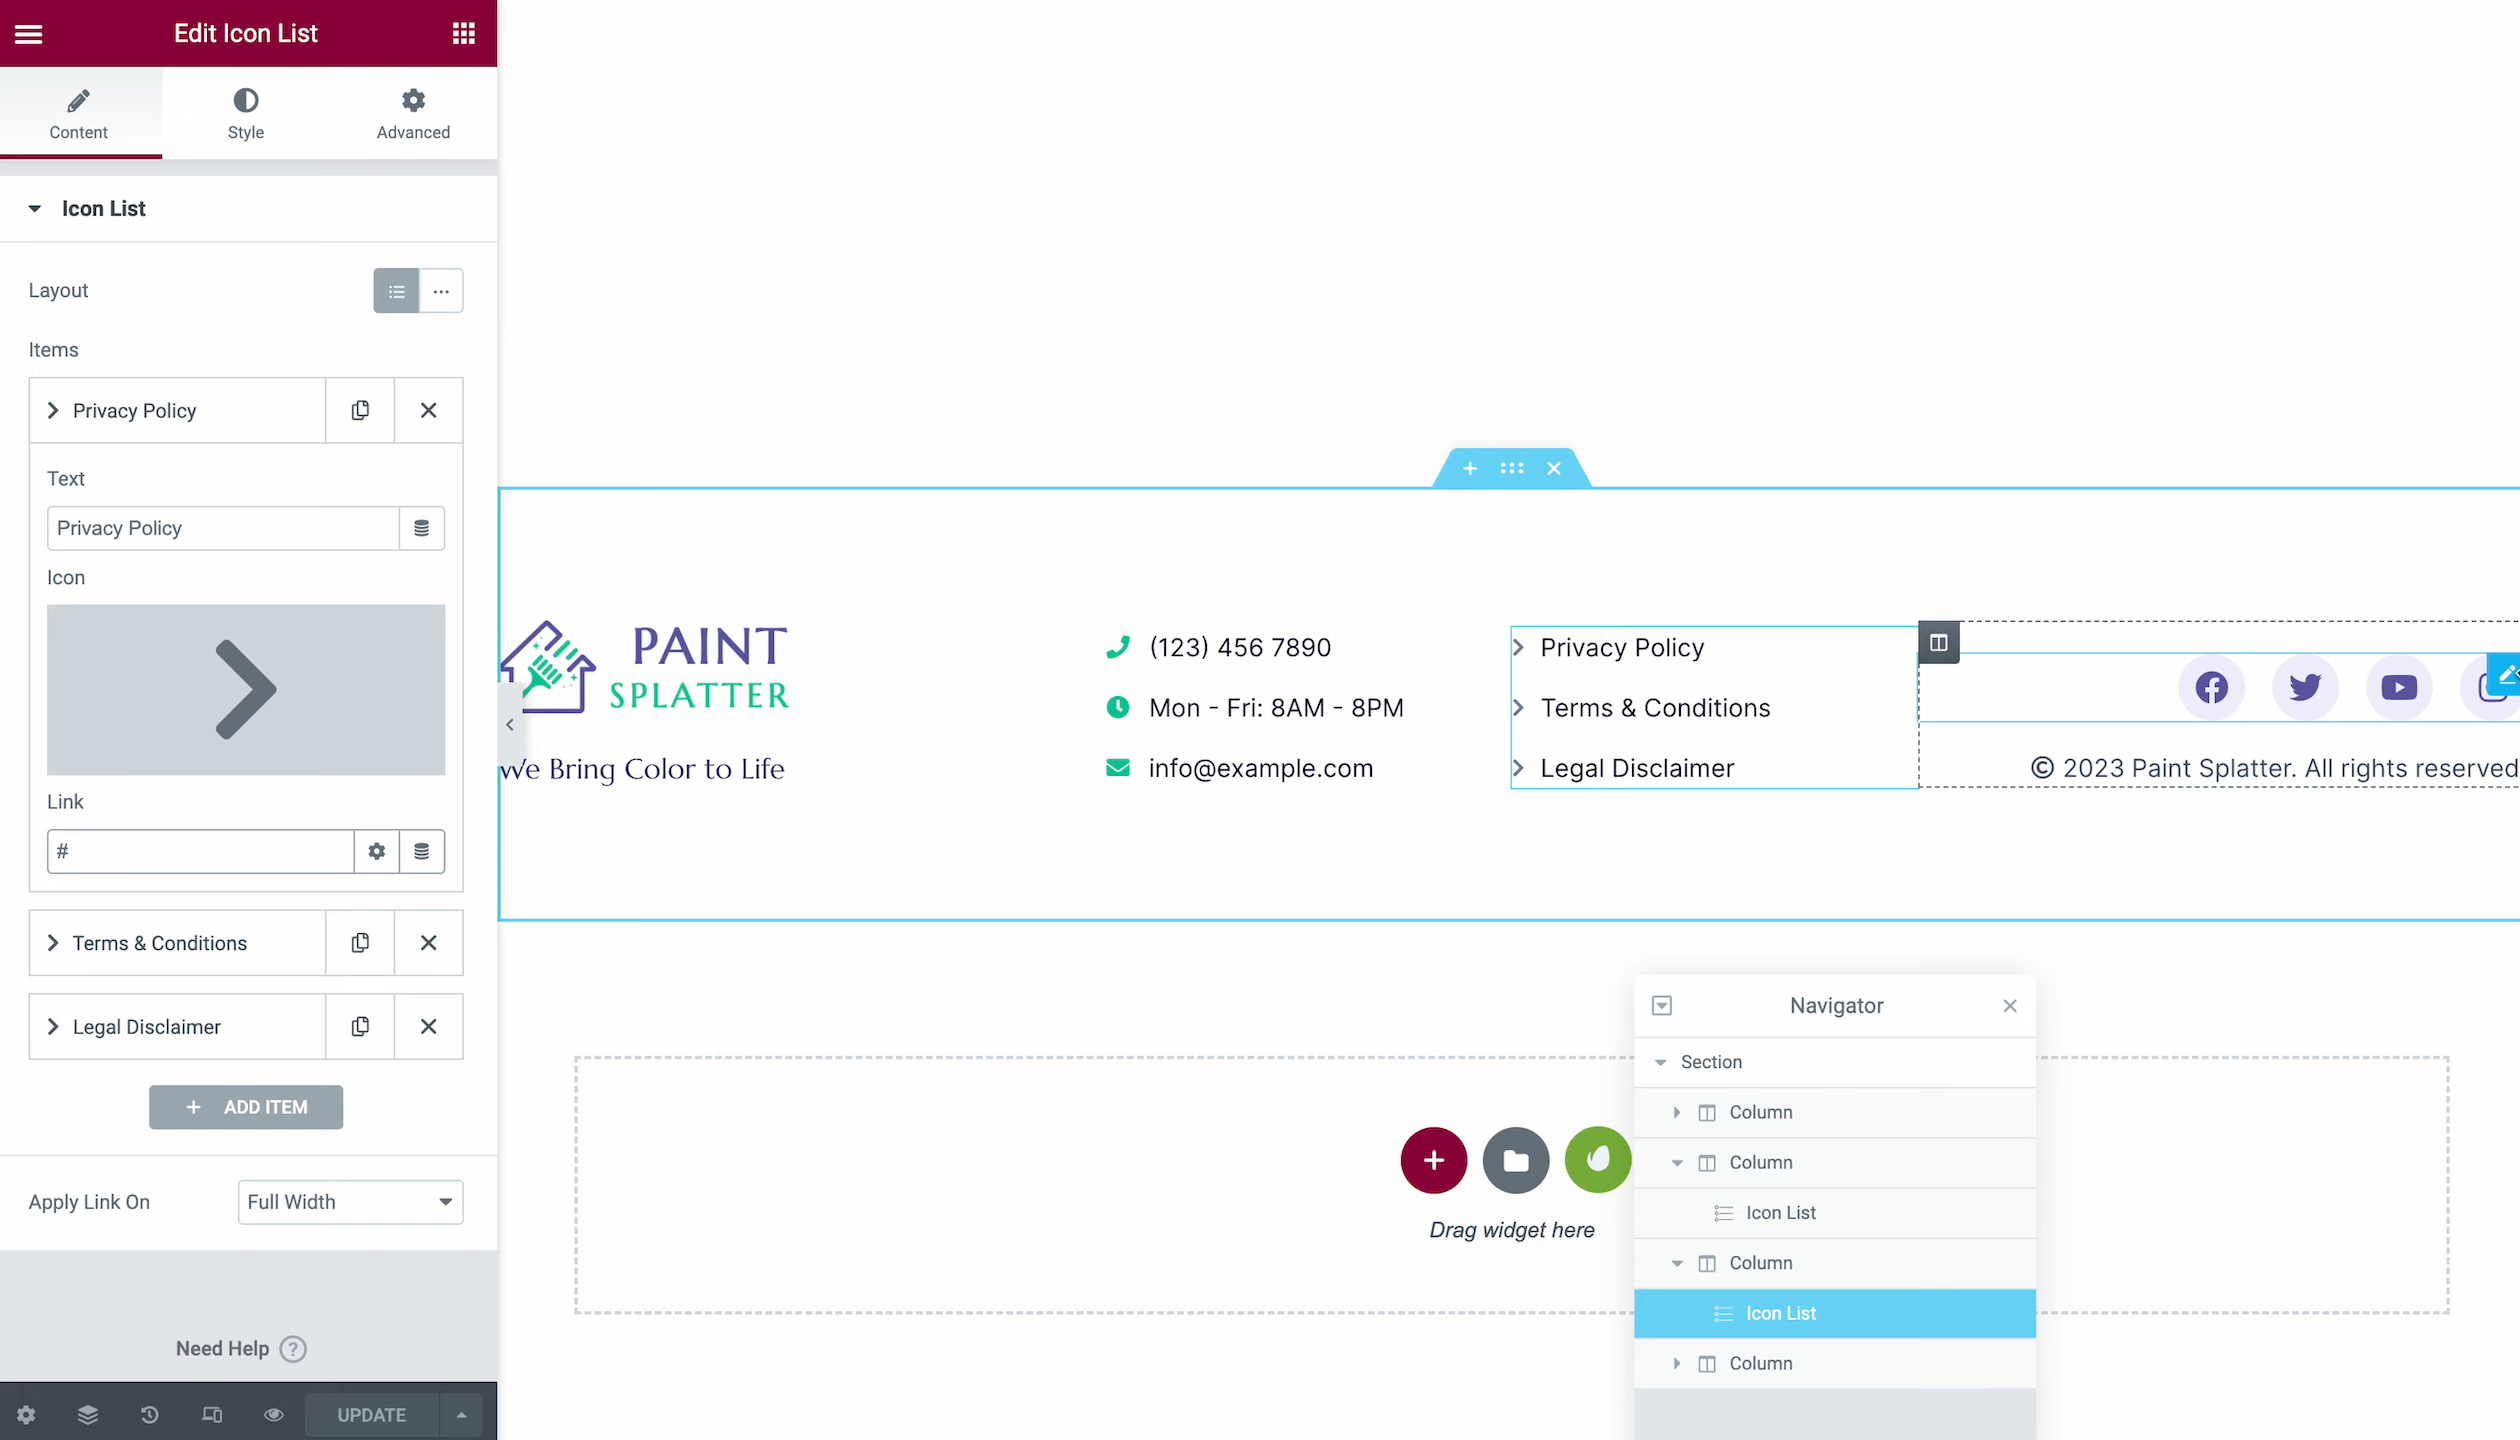 Edit Icon List
Content
Style
Advanced
Icon List
Layout
Items
Privacy Policy
Text
Privacy Policy
Icon
Link
#
Terms & Conditions
Legal Disclaimer
+ ADD ITEM
Apply Link On
Full Width
Need Help ?
UPDATE
PAINT
SPLATTER
We Bring Color to Life
(123) 456 7890
Mon - Fri: 8AM - 8PM
info@example.com
Privacy Policy
Terms & Conditions
Legal Disclaimer
© 2023 Paint Splatter. All rights reserved
Drag widget here
Navigator
Section
Column
Column
Icon List
Column
Icon List
Column